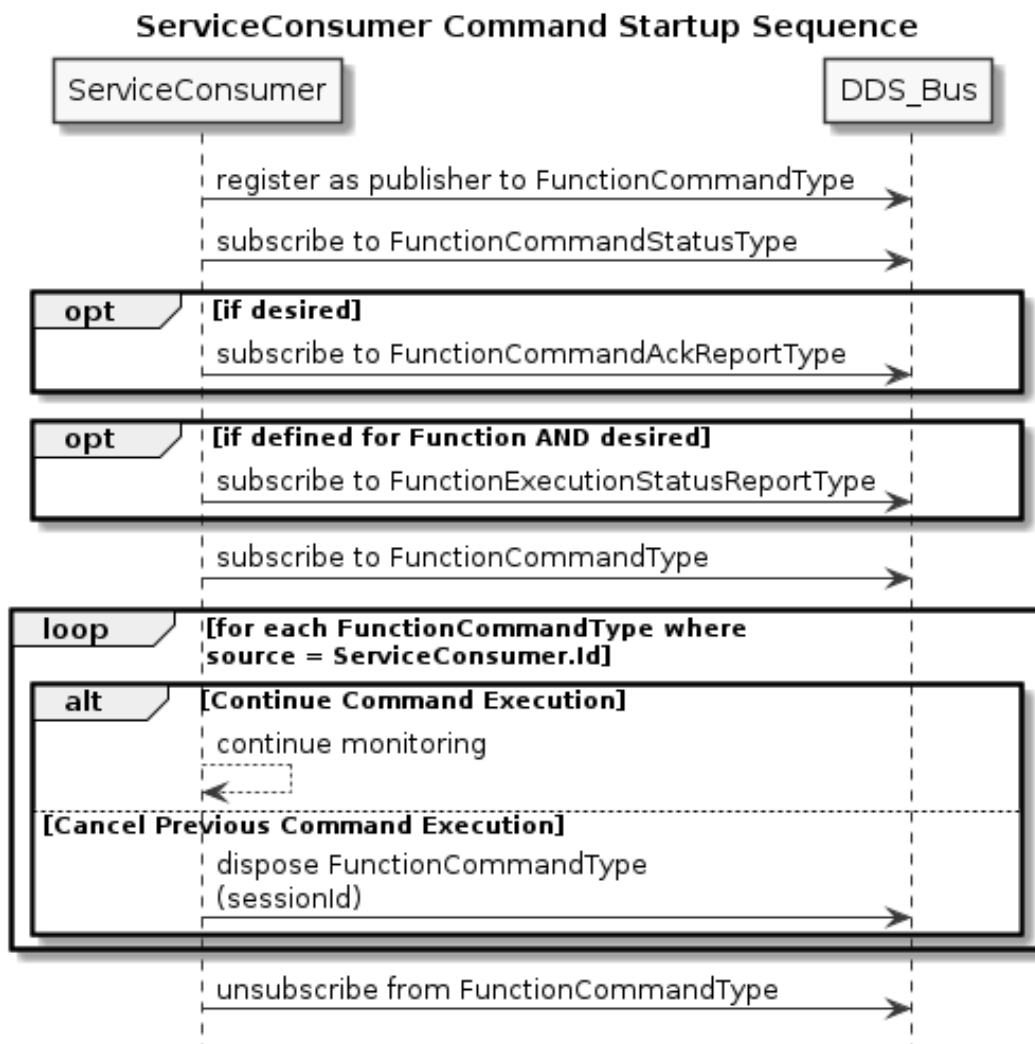 ServiceConsumer Command Startup Sequence
ServiceConsumer
DDS_Bus
register as publisher to FunctionCommandType
subscribe to FunctionCommandStatusType
opt
[if desired]
subscribe to FunctionCommandAckReportType
opt
[if defined for Function AND desired]
subscribe to FunctionExecutionStatusReportType
subscribe to FunctionCommandType
loop
[for each FunctionCommandType where
source = ServiceConsumer.Id]
alt
[Continue Command Execution]
continue monitoring
[Cancel Previous Command Execution]
dispose FunctionCommandType
(sessionId)
unsubscribe from FunctionCommandType